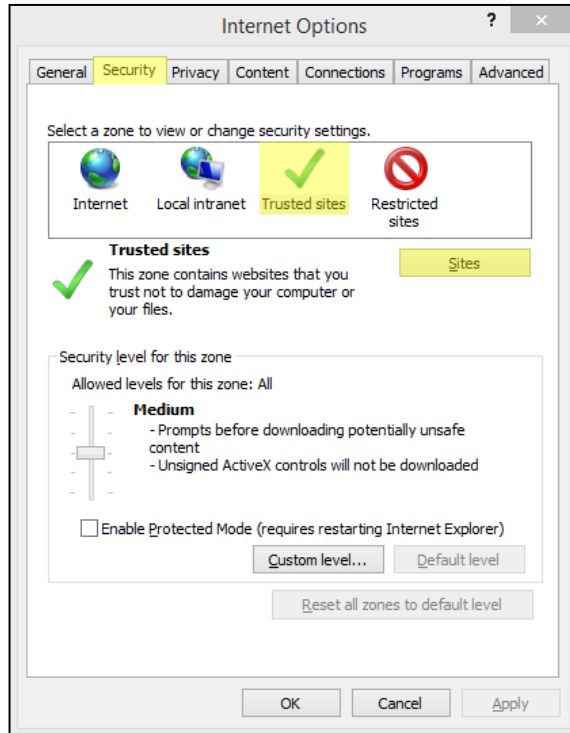 Internet Options
? ×
General Security Privacy Content Connections Programs Advanced
Select a zone to view or change security settings.
Internet Local intranet Trusted sites Restricted
sites
Trusted sites
Sites
This zone contains websites that you
trust not to damage your computer or
your files.
Security level for this zone
Allowed levels for this zone: All
Medium
- Prompts before downloading potentially unsafe
content
- Unsigned ActiveX controls will not be downloaded
Enable Protected Mode (requires restarting Internet Explorer)
Custom level... Default level
Reset all zones to default level
OK Cancel Apply